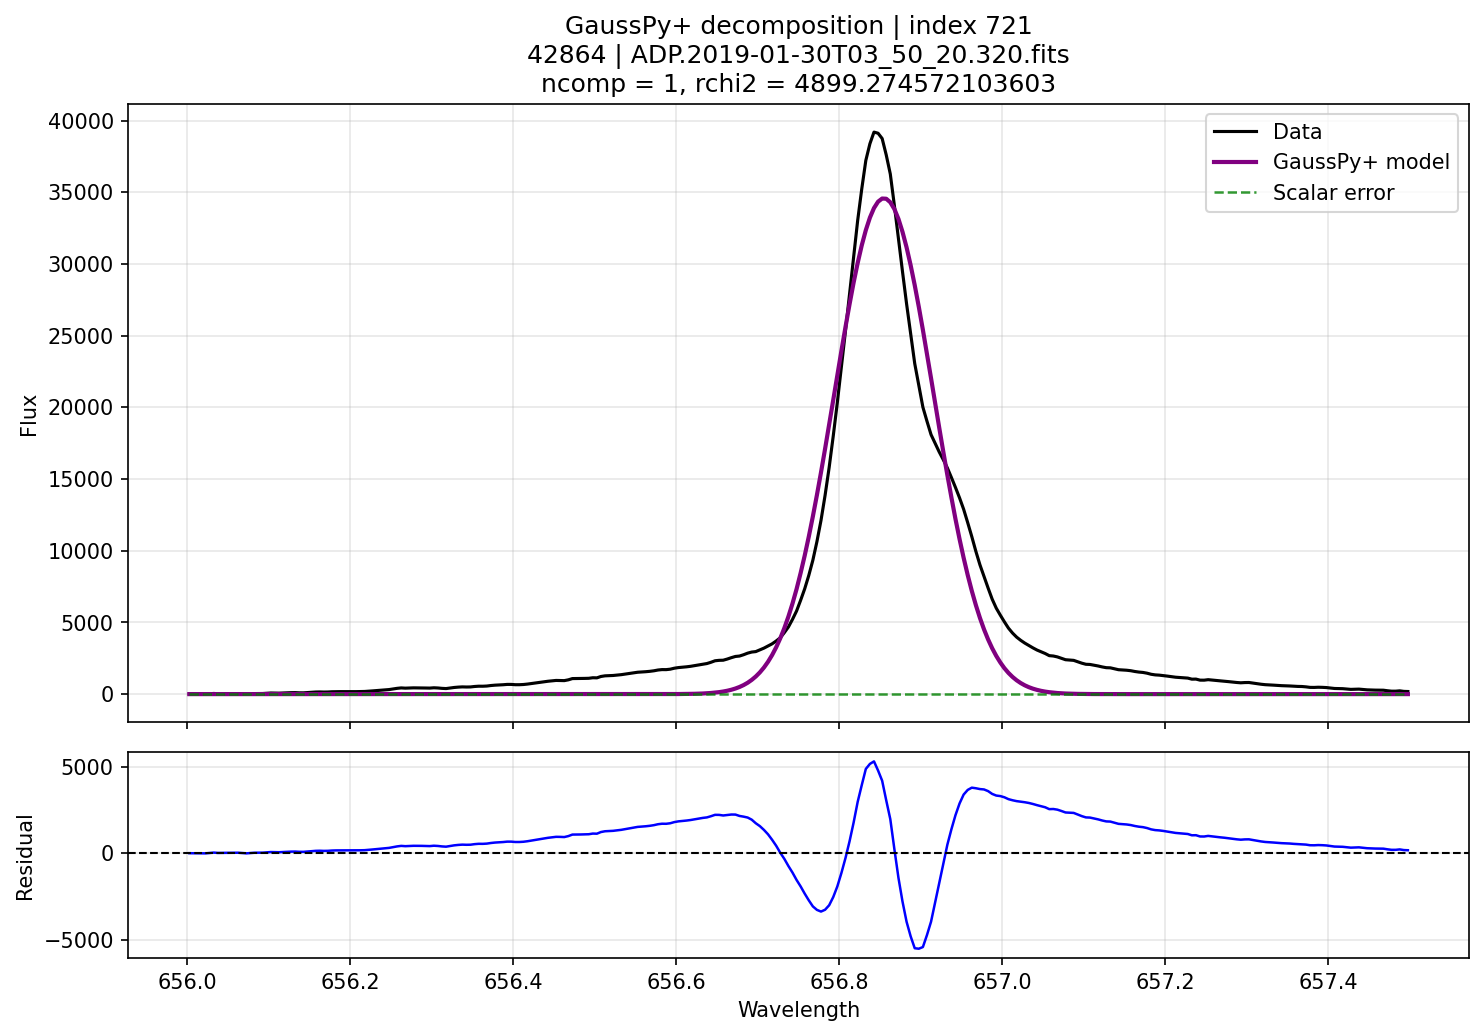 GaussPy+ decomposition | index 721
42864 | ADP.2019-01-30T03_50_20.320.fits
ncomp = 1, rchi2 = 4899.274572103603
Data
GaussPy+ model
Scalar error
40000
35000
30000
25000
20000
15000
10000
5000
0
Flux
5000
0
−5000
Residual
656.0 656.2 656.4 656.6 656.8 657.0 657.2 657.4
Wavelength